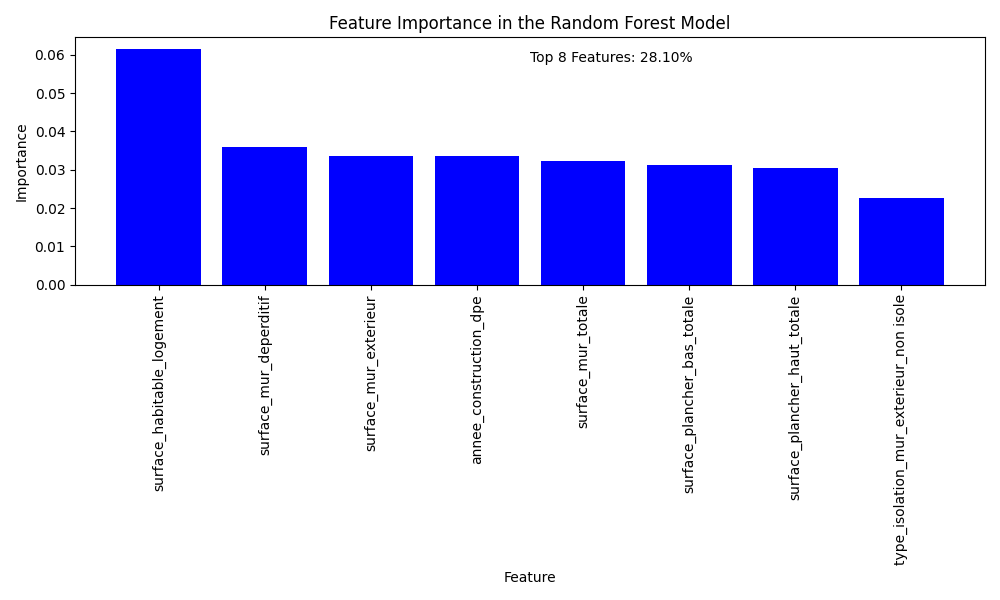 Feature Importance in the Random Forest Model
Top 8 Features: 28.10%
Importance
0.06
0.05
0.04
0.03
0.02
0.01
0.00
surface_habitable_logement
surface_mur_deperditif
surface_mur_exterieur
annee_construction_dpe
surface_mur_totale
surface_plancher_bas_totale
surface_plancher_haut_totale
type_isolation_mur_exterieur_non isole
Feature